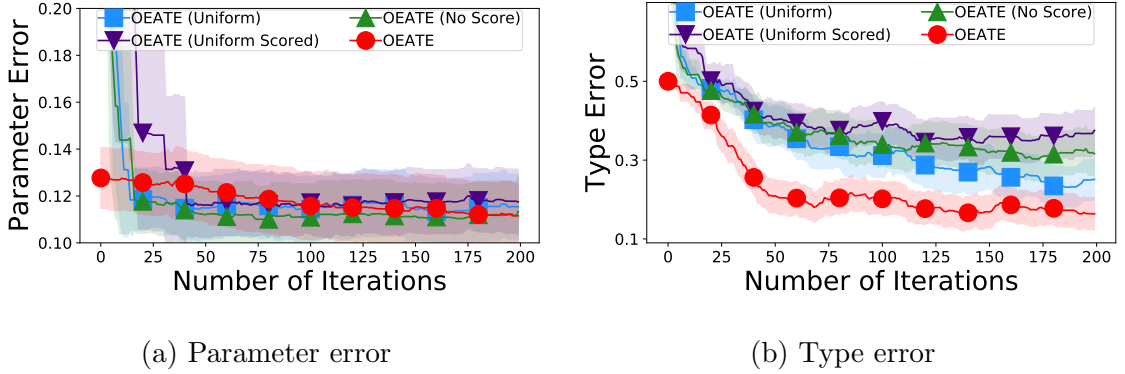 OEATE (Uniform) OEATE (No Score)
OEATE (Uniform Scored) OEATE
0.20
0.18
0.16
0.14
0.12
0.10
Parameter Error
0 25 50 75 100 125 150 175 200
Number of Iterations
(a) Parameter error
OEATE (Uniform) OEATE (No Score)
OEATE (Uniform Scored) OEATE
0.5
0.3
0.1
Type Error
0 25 50 75 100 125 150 175 200
Number of Iterations
(b) Type error